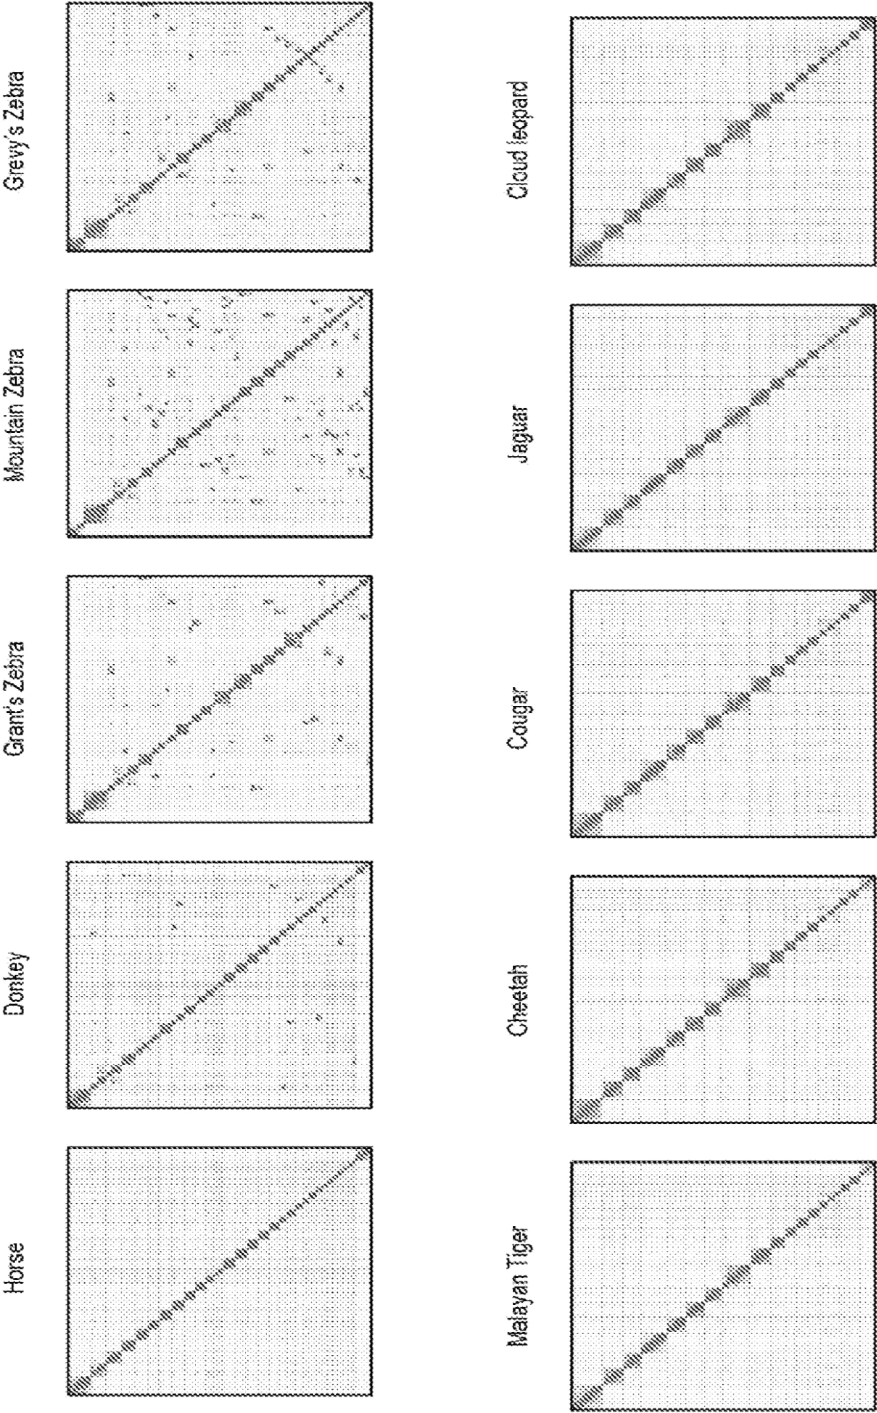 Horse
Donkey
Grant's Zebra
Mountain Zebra
Grevy's Zebra
Malayan Tiger
Cheetah
Cougar
Jaguar
Cloud leopard